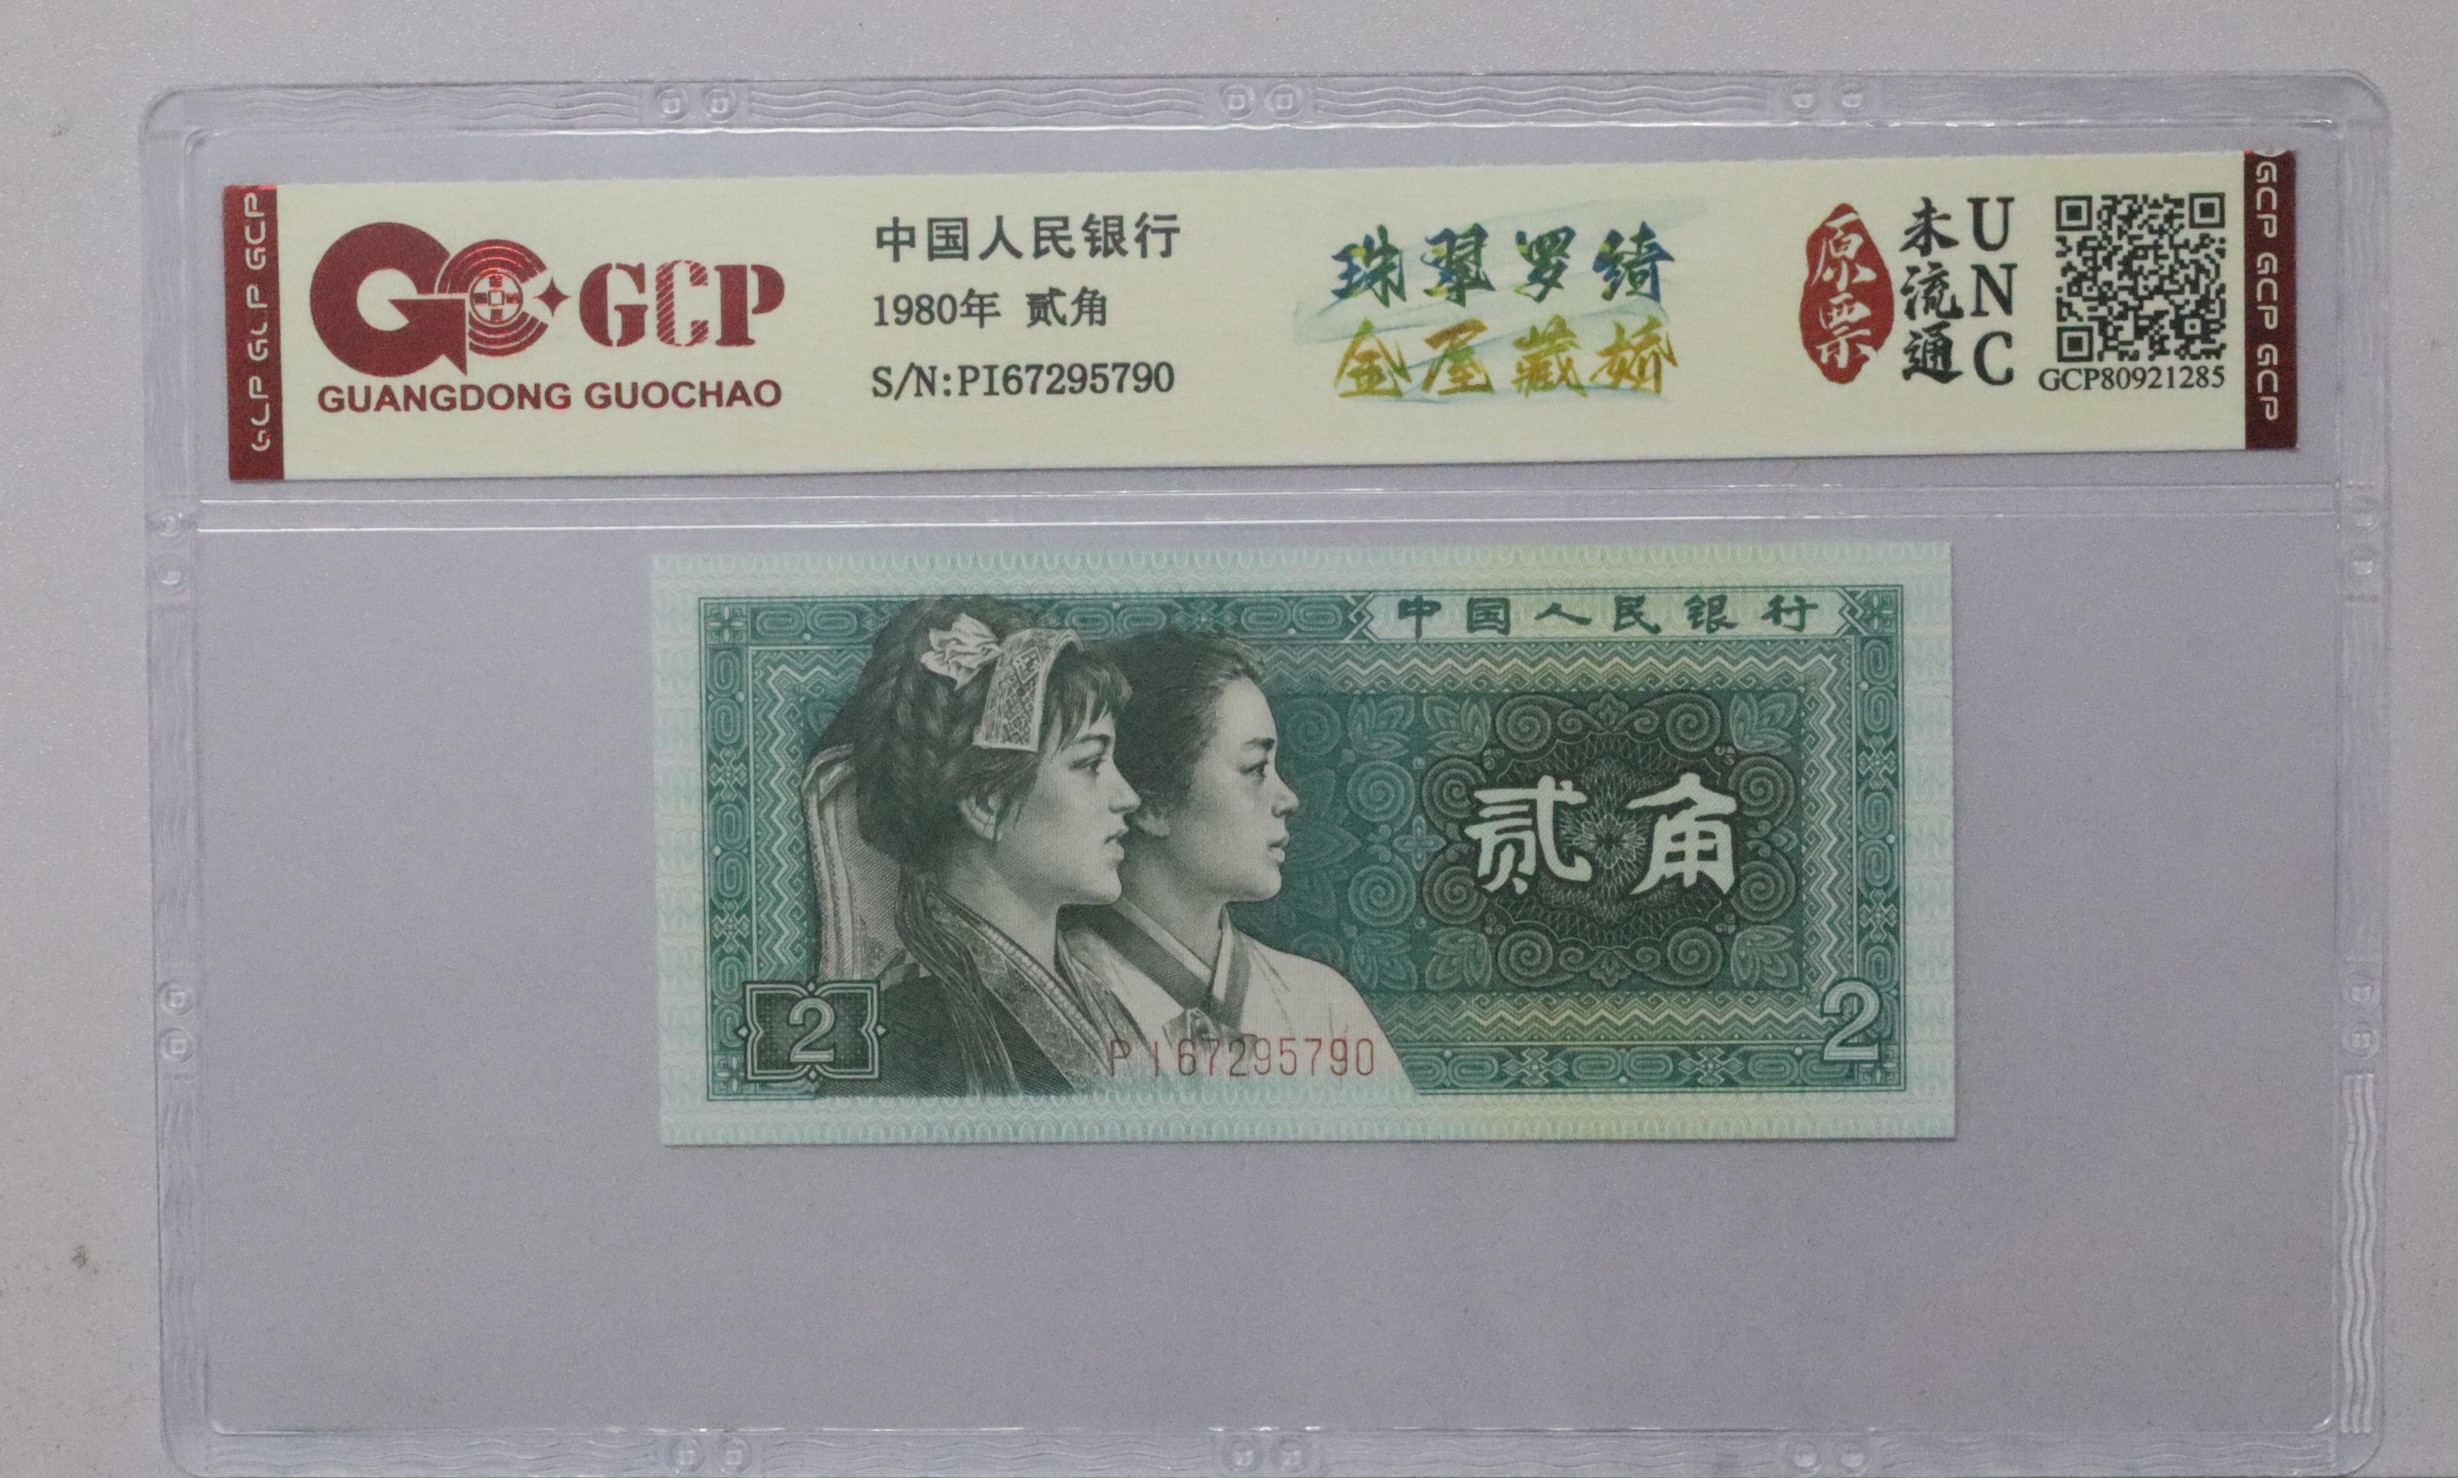 GCP GCP GCP
GCP
GUANGDONG GUOCHAO
中国人民银行
1980年 贰角
S/N:PI67295790
珠翠罗绮
金屋藏娇
原票
未流通
UNC
GCP80921285
GCP GCP GCP
中国人民银行
贰角
2
2
PI67295790